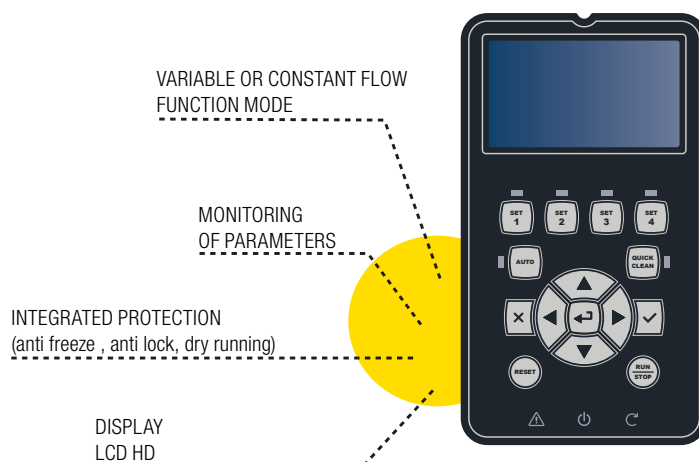 VARIABLE OR CONSTANT FLOW
FUNCTION MODE
MONITORING
OF PARAMETERS
INTEGRATED PROTECTION
(anti freeze , anti lock, dry running)
DISPLAY
LCD HD
SET
1
SET
2
SET
3
SET
4
AUTO
QUICK
CLEAN
RESET
RUN
STOP